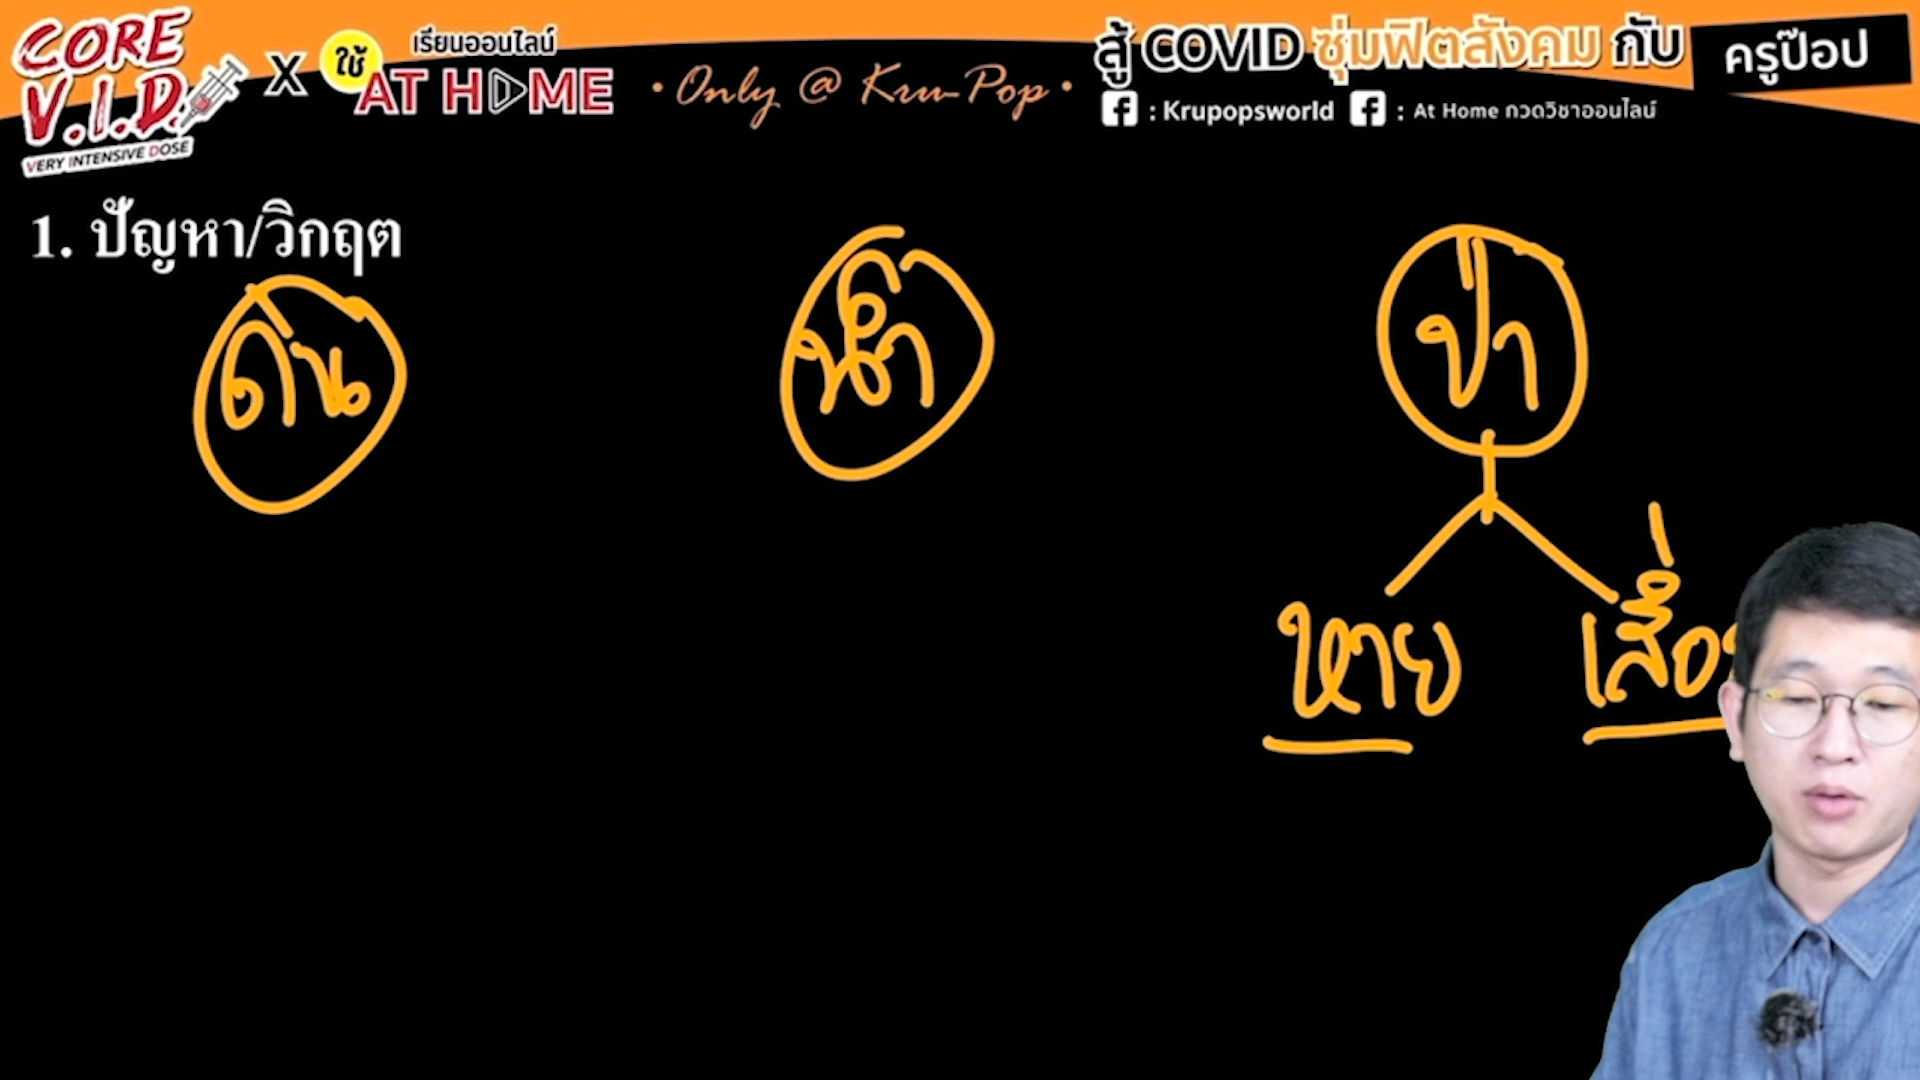 CORE
V.I.D.
VERY INTENSIVE DOSE
X
ใช้
เรียนออนไลน์
AT HOME
• Only @ Kru-Pop •
สู้ COVID ซุ่มฟิตสังคม กับ
ครูป๊อป
: Krupopsworld
: At Home กวดวิชาออนไลน์
1. ปัญหา/วิกฤต
ดิน
น้ำ
ป่า
หาย